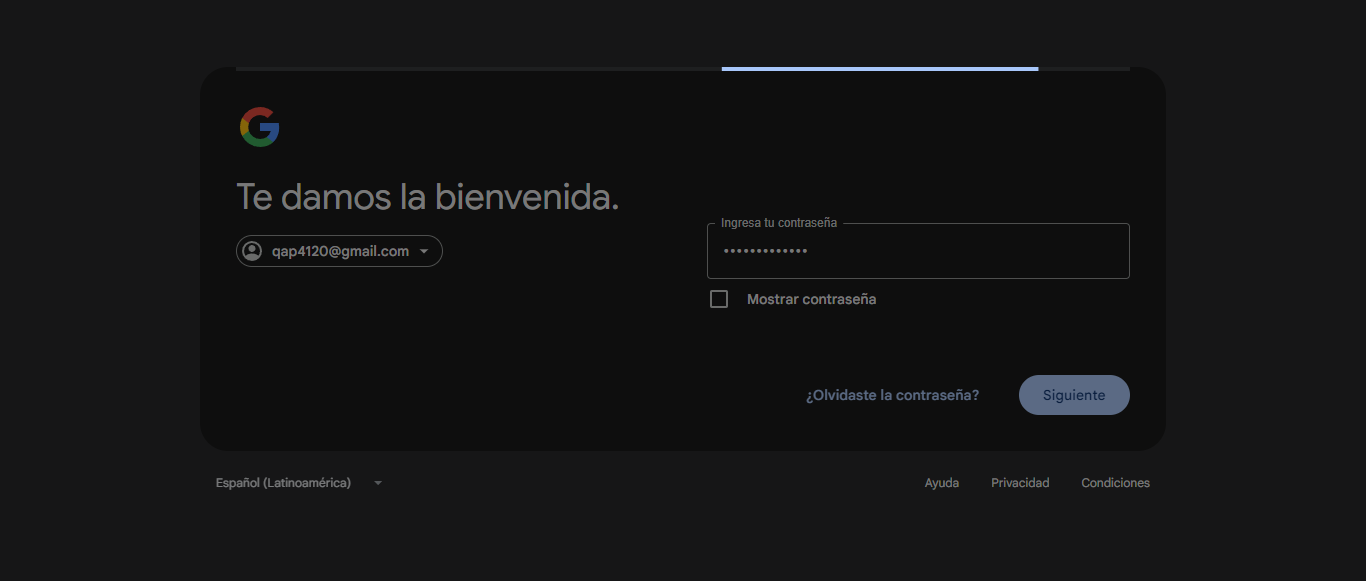 Te damos la bienvenida.
qap4120@gmail.com
Ingresa tu contraseña
•••••••••••••
Mostrar contraseña
¿Olvidaste la contraseña?
Siguiente
Español (Latinoamérica)
Ayuda
Privacidad
Condiciones